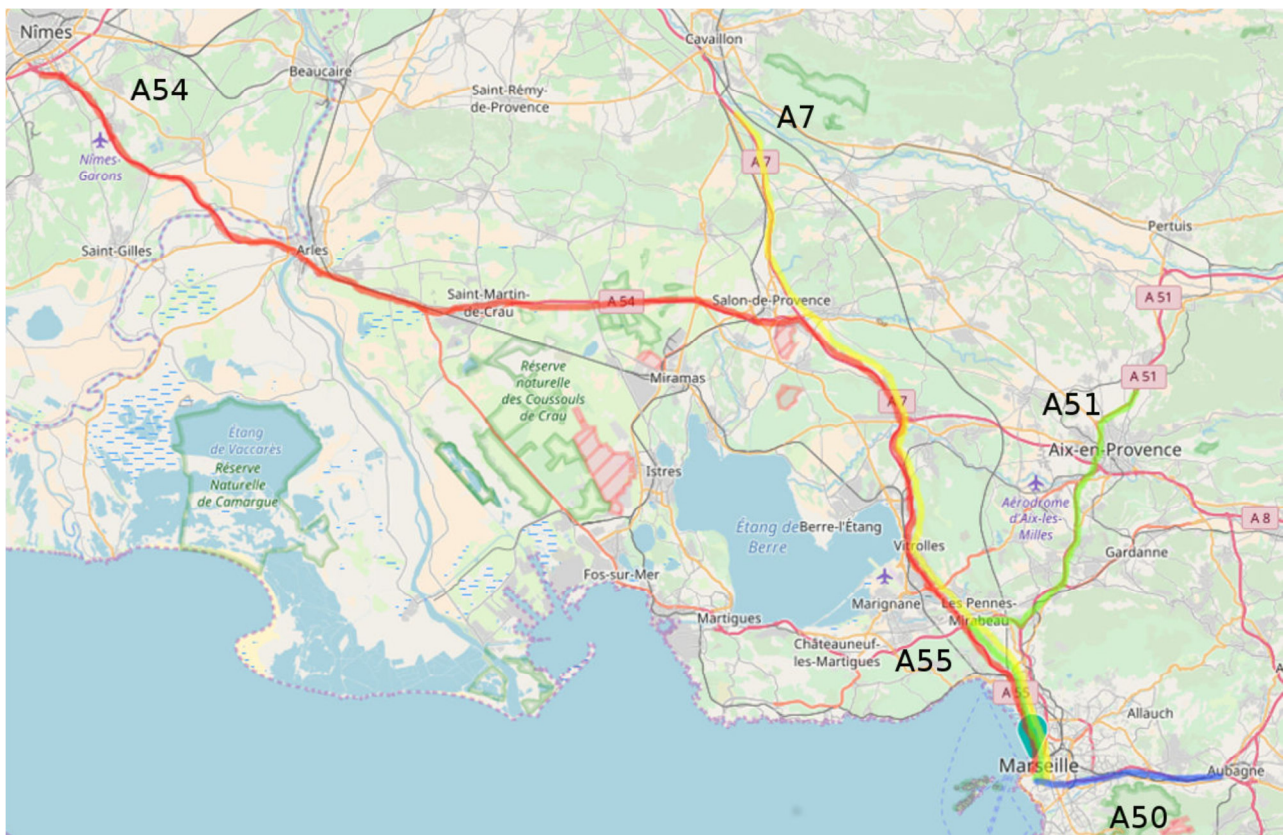 Nîmes
Cavaillon
Beaucaire
A54
Saint-Rémy-
de-Provence
A7
A 7
Nîmes-
Garons
Pertuis
Saint-Gilles
Arles
A 51
Saint-Martin-
de-Crau
A 54
Salon-de-Provence
Réserve
naturelle
des Coussouls
de Crau
Miramas
A 51
A 7
A51
Étang
de Vaccarès
Réserve
Naturelle
de Camargue
Aix-en-Provence
Istres
Aérodrome
d'Aix-les-
Milles
Étang de
Berre
Berre-l'Étang
A 8
Vitrolles
Gardanne
Fos-sur-Mer
Marignane
Les Pennes-
Mirabeau
Martigues
Châteauneuf-
les-Martigues
A55
A 55
Allauch
Marseille
Aubagne
A50